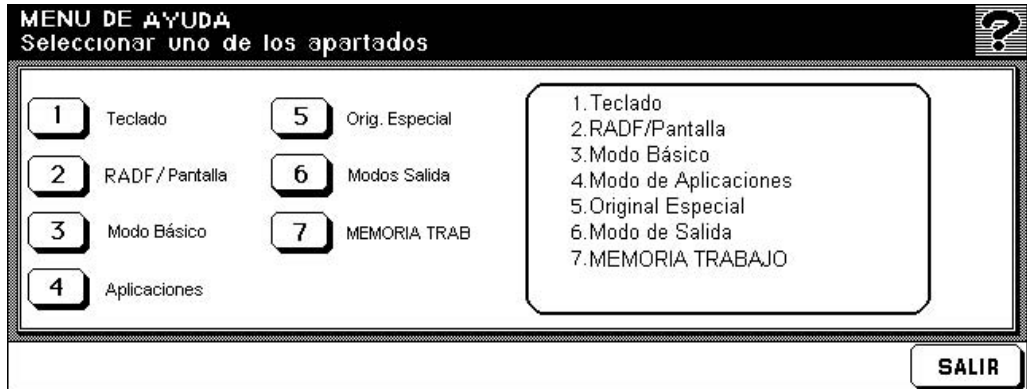 MENU DE AYUDA
Seleccionar uno de los apartados
?
1 Teclado
2 RADF/Pantalla
3 Modo Básico
4 Aplicaciones
5 Orig. Especial
6 Modos Salida
7 MEMORIA TRAB
1.Teclado
2.RADF/Pantalla
3.Modo Básico
4.Modo de Aplicaciones
5.Original Especial
6.Modo de Salida
7.MEMORIA TRABAJO
SALIR